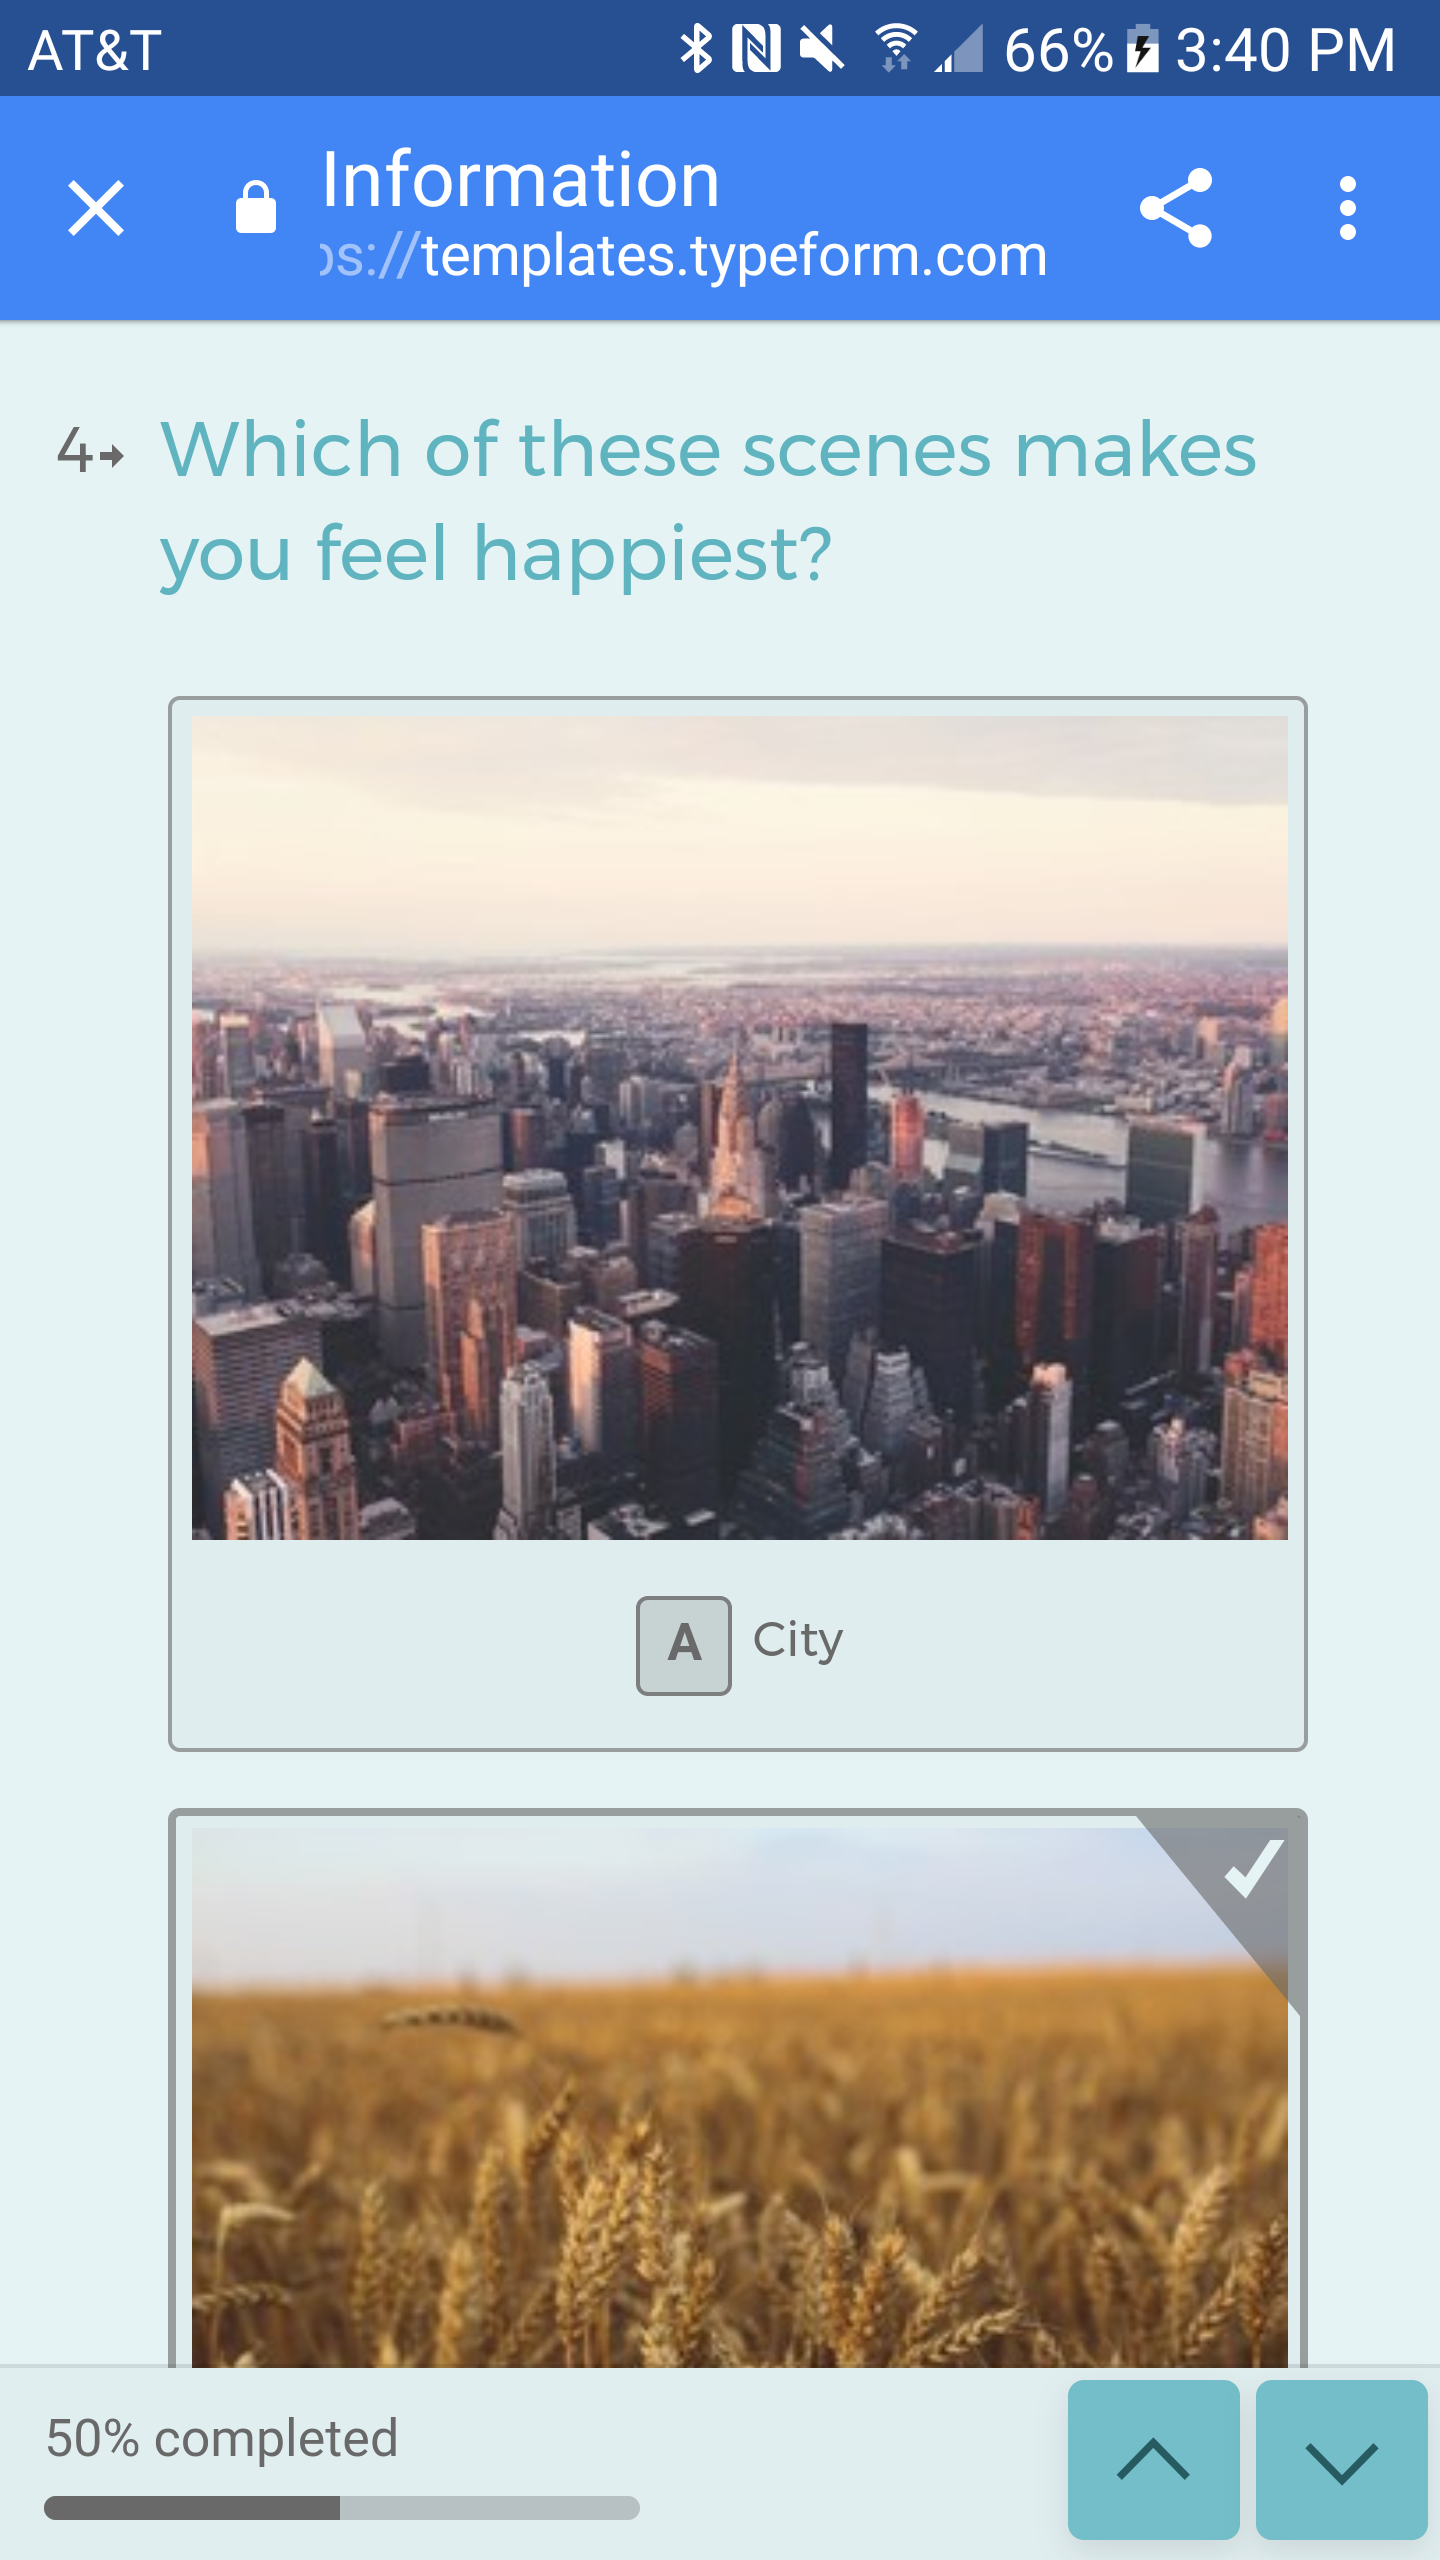 AT&T 66% 3:40 PM
Information
ps://templates.typeform.com
4 Which of these scenes makes
you feel happiest?
A City
50% completed